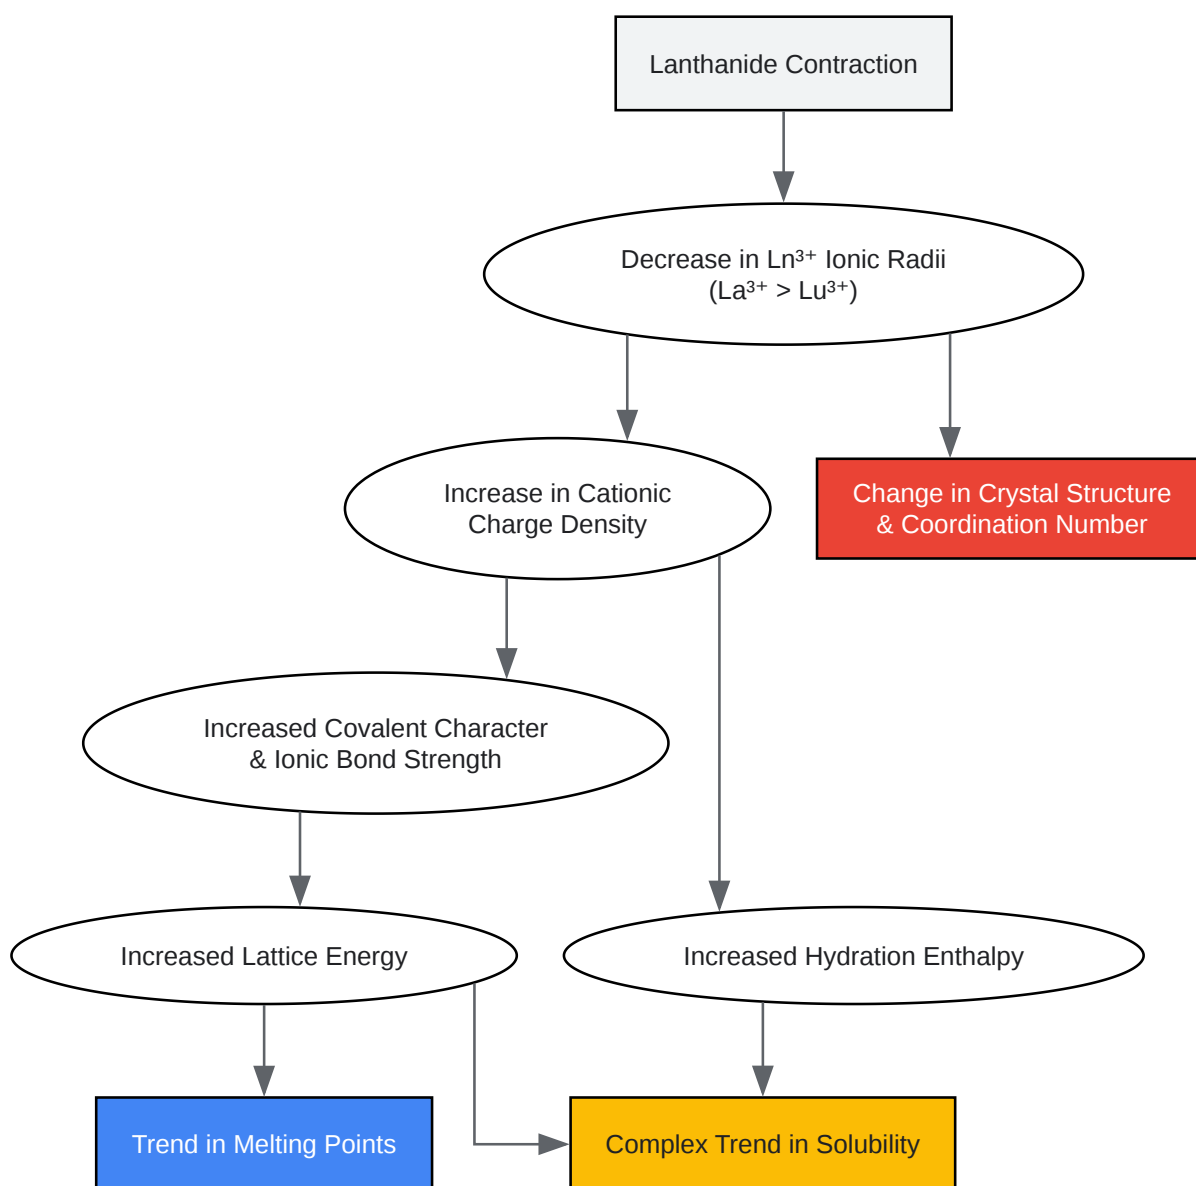 Lanthanide Contraction
Decrease in Ln³⁺ Ionic Radii
(La³⁺ > Lu³⁺)
Increase in Cationic
Charge Density
Change in Crystal Structure
& Coordination Number
Increased Covalent Character
& Ionic Bond Strength
Increased Lattice Energy
Increased Hydration Enthalpy
Trend in Melting Points
Complex Trend in Solubility